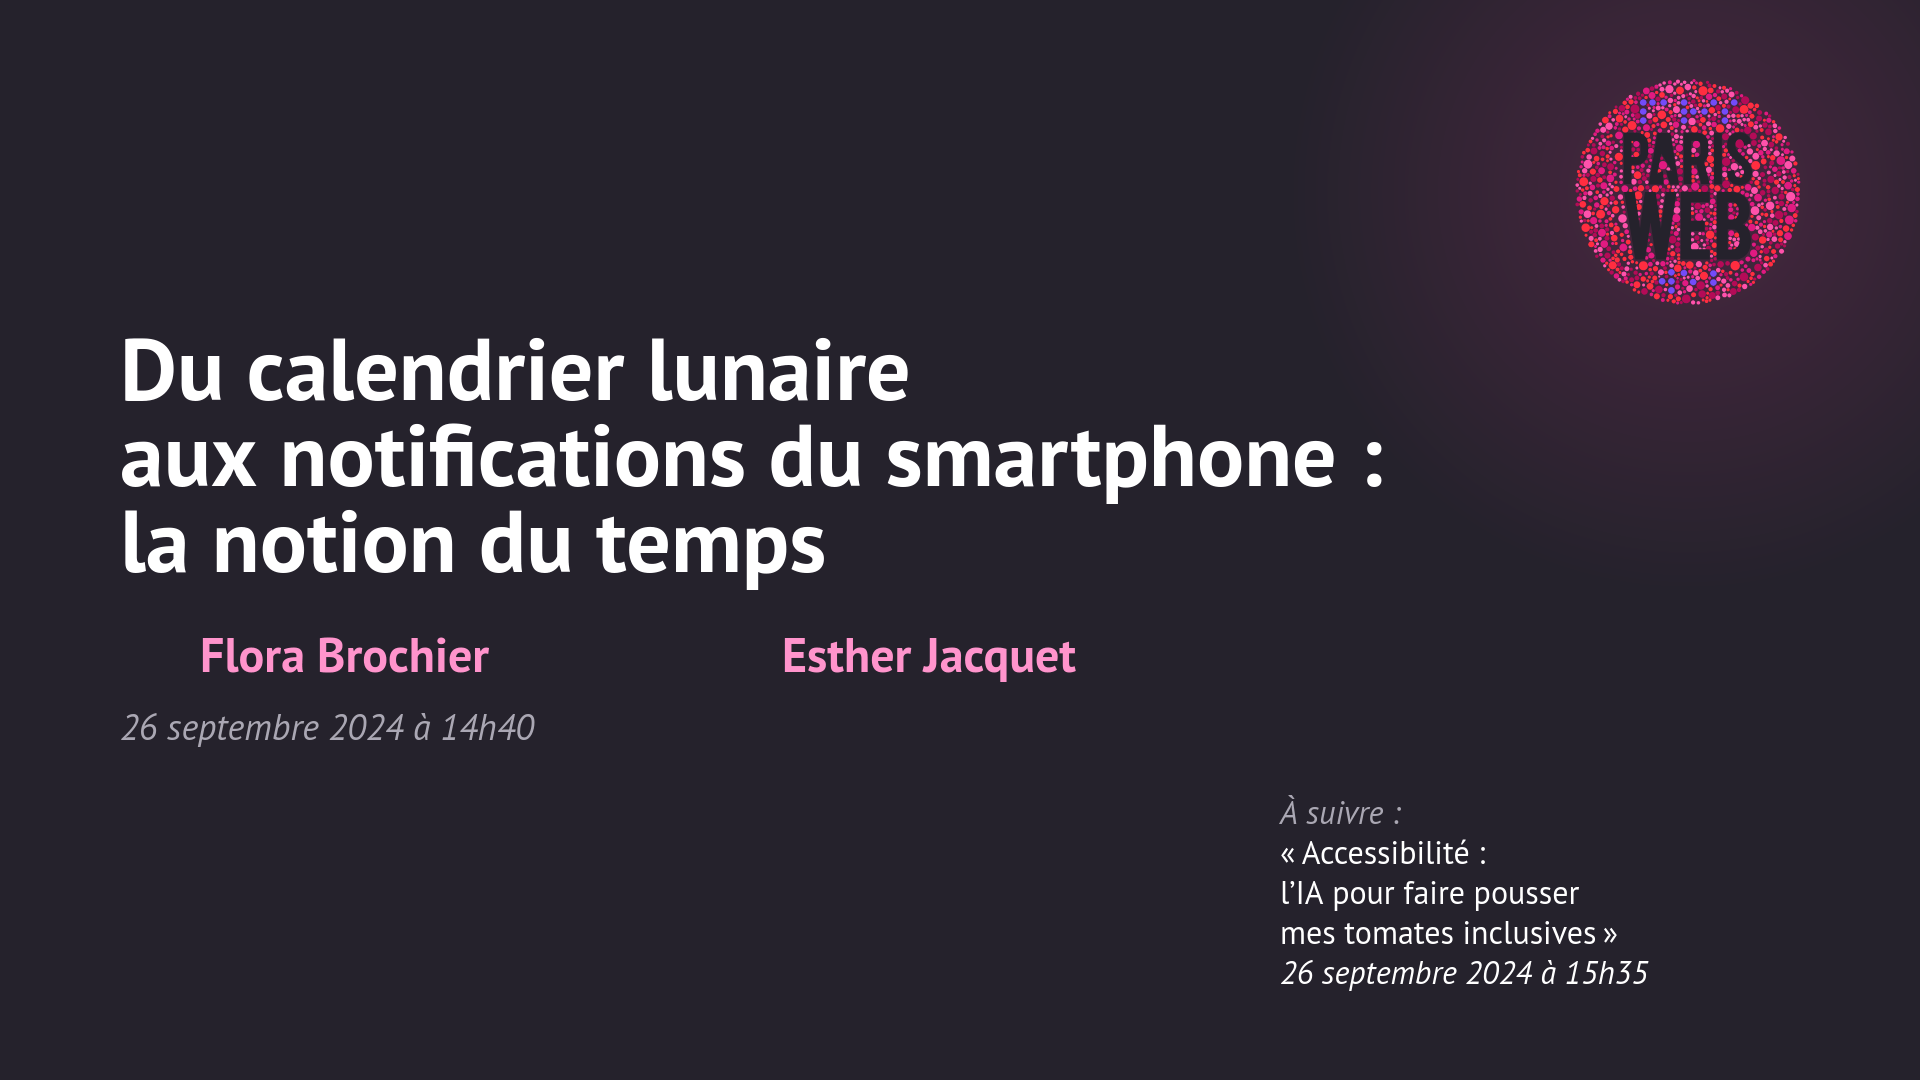 PARIS
WEB
Du calendrier lunaire
aux notifications du smartphone :
la notion du temps
Flora Brochier
Esther Jacquet
26 septembre 2024 à 14h40
À suivre :
« Accessibilité :
l’IA pour faire pousser
mes tomates inclusives »
26 septembre 2024 à 15h35